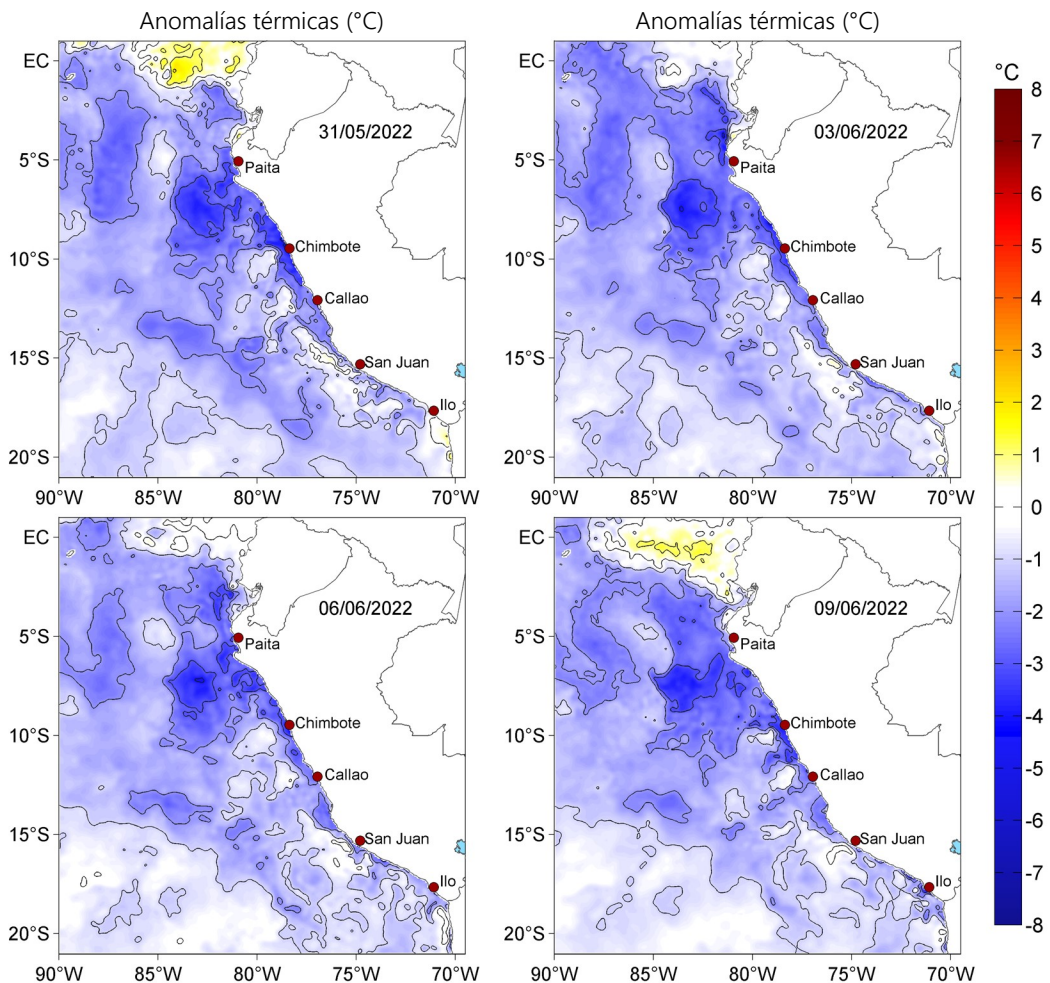 Anomalías térmicas (°C)
Anomalías térmicas (°C)
EC
5°S
10°S
15°S
20°S
31/05/2022
Paita
Chimbote
Callao
San Juan
Ilo
90°W
85°W
80°W
75°W
70°W
EC
5°S
10°S
15°S
20°S
03/06/2022
Paita
Chimbote
Callao
San Juan
Ilo
90°W
85°W
80°W
75°W
70°W
EC
5°S
10°S
15°S
20°S
06/06/2022
Paita
Chimbote
Callao
San Juan
Ilo
90°W
85°W
80°W
75°W
70°W
EC
5°S
10°S
15°S
20°S
09/06/2022
Paita
Chimbote
Callao
San Juan
Ilo
90°W
85°W
80°W
75°W
70°W
°C
8
7
6
5
4
3
2
1
0
-1
-2
-3
-4
-5
-6
-7
-8